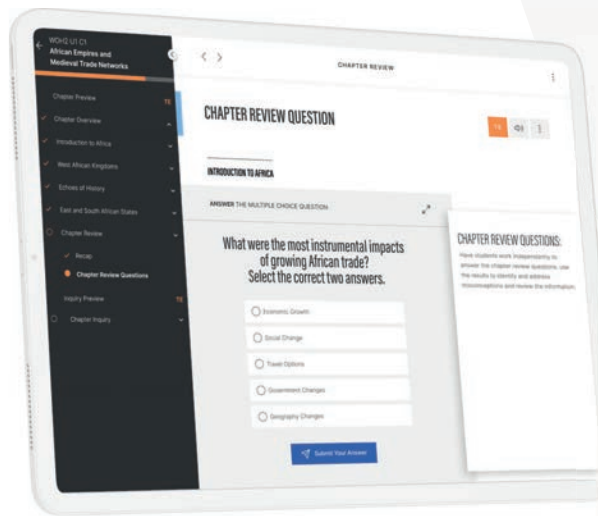 WOH2 U1 C1
African Empires and
Medieval Trade Networks
Chapter Preview
TE
Chapter Overview
Introduction to Africa
West African Kingdoms
Echoes of History
East and South African States
Chapter Review
Recap
Chapter Review Questions
Inquiry Preview
TE
Chapter Inquiry
CHAPTER REVIEW
CHAPTER REVIEW QUESTION
TE
INTRODUCTION TO AFRICA
ANSWER THE MULTIPLE CHOICE QUESTION
What were the most instrumental impacts
of growing African trade?
Select the correct two answers.
Economic Growth
Social Change
Travel Options
Government Changes
Geography Changes
Submit Your Answer
CHAPTER REVIEW QUESTIONS:
Have students work independently to
answer the chapter review questions. Use
the results to identify and address
misconceptions and review the information.